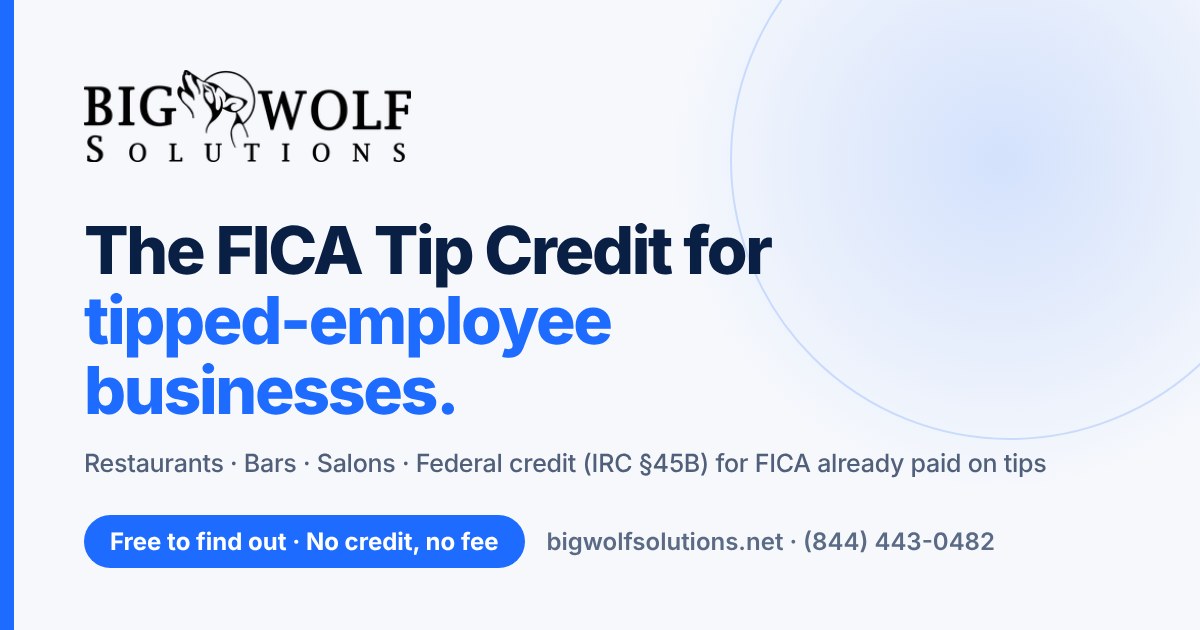 BIG WOLF
SOLUTIONS
The FICA Tip Credit for
tipped-employee
businesses.
Restaurants · Bars · Salons · Federal credit (IRC §45B) for FICA already paid on tips
Free to find out · No credit, no fee
bigwolfsolutions.net · (844) 443-0482